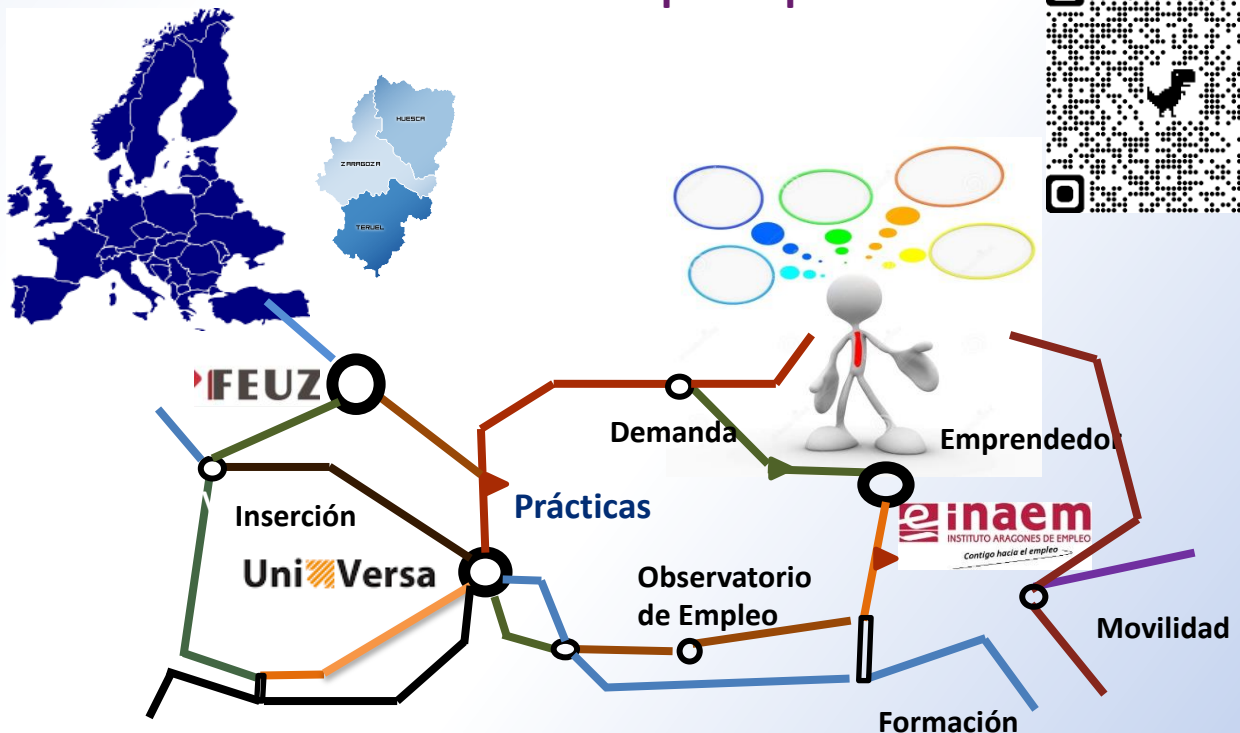 HUESCA
ZARAGOZA
TERUEL
FEUZ
Demanda
Emprendedor
Prácticas
Inserción
inaem
INSTITUTO ARAGONES DE EMPLEO
Contigo hacia el empleo
UniVersa
Observatorio
de Empleo
Movilidad
Formación